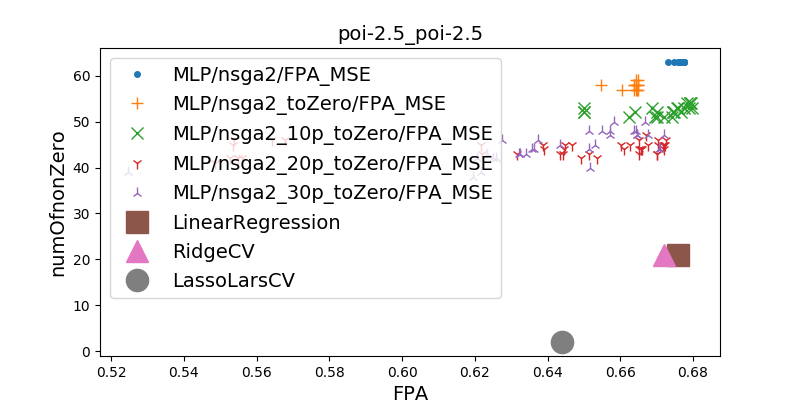 poi-2.5_poi-2.5
numOfnonZero
60
50
40
30
20
10
0
MLP/nsga2/FPA_MSE
MLP/nsga2_toZero/FPA_MSE
MLP/nsga2_10p_toZero/FPA_MSE
MLP/nsga2_20p_toZero/FPA_MSE
MLP/nsga2_30p_toZero/FPA_MSE
LinearRegression
RidgeCV
LassoLarsCV
0.52 0.54 0.56 0.58 0.60 0.62 0.64 0.66 0.68
FPA